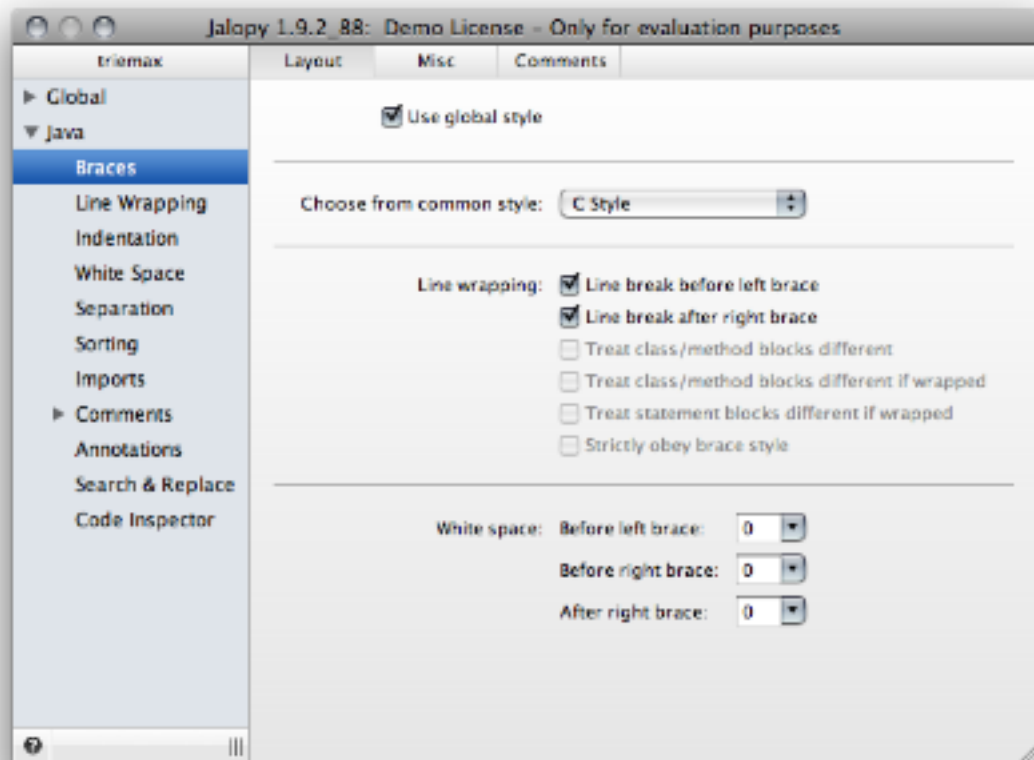 Jalopy 1.9.2_88: Demo License – Only for evaluation purposes
triemax
Layout Misc Comments
Global
Java
Braces
Line Wrapping
Indentation
White Space
Separation
Sorting
Imports
Comments
Annotations
Search & Replace
Code Inspector
Use global style
Choose from common style: C Style
Line wrapping: Line break before left brace
Line break after right brace
Treat class/method blocks different
Treat class/method blocks different if wrapped
Treat statement blocks different if wrapped
Strictly obey brace style
White space: Before left brace: 0
Before right brace: 0
After right brace: 0
?